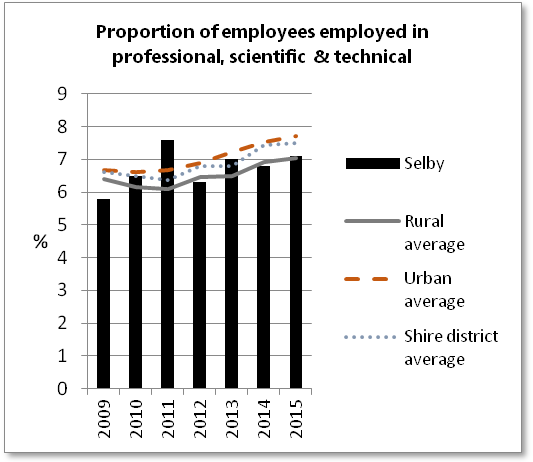 Proportion of employees employed in
professional, scientific & technical
9
8
7
6
5
4
3
2
1
0
%
2009
2010
2011
2012
2013
2014
2015
Selby
Rural
average
Urban
average
Shire district
average